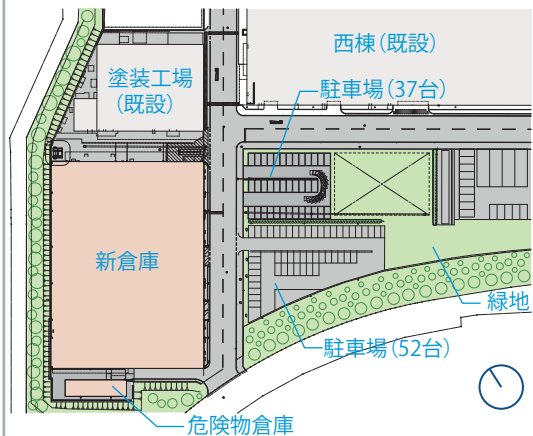 西棟（既設）
塗装工場
（既設）
駐車場（37台）
新倉庫
緑地
駐車場（52台）
危険物倉庫